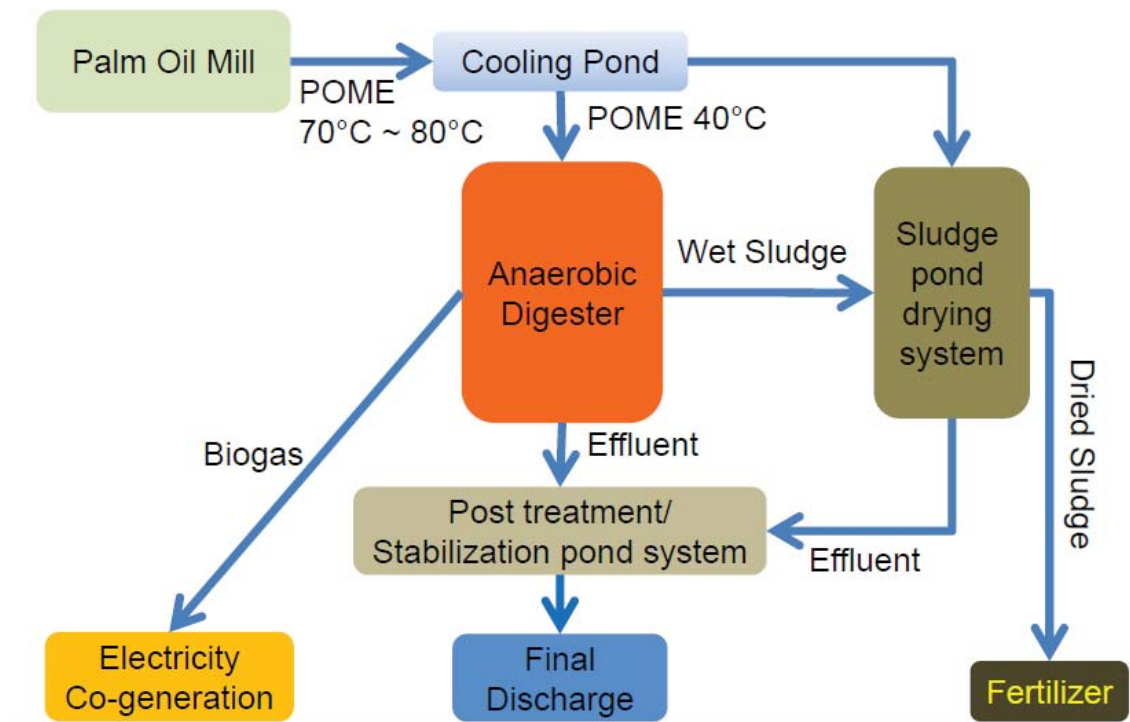 Palm Oil Mill
Cooling Pond
POME
70°C ~ 80°C
POME 40°C
Anaerobic
Digester
Wet Sludge
Sludge
pond
drying
system
Dried Sludge
Biogas
Effluent
Post treatment/
Stabilization pond system
Effluent
Electricity
Co-generation
Final
Discharge
Fertilizer